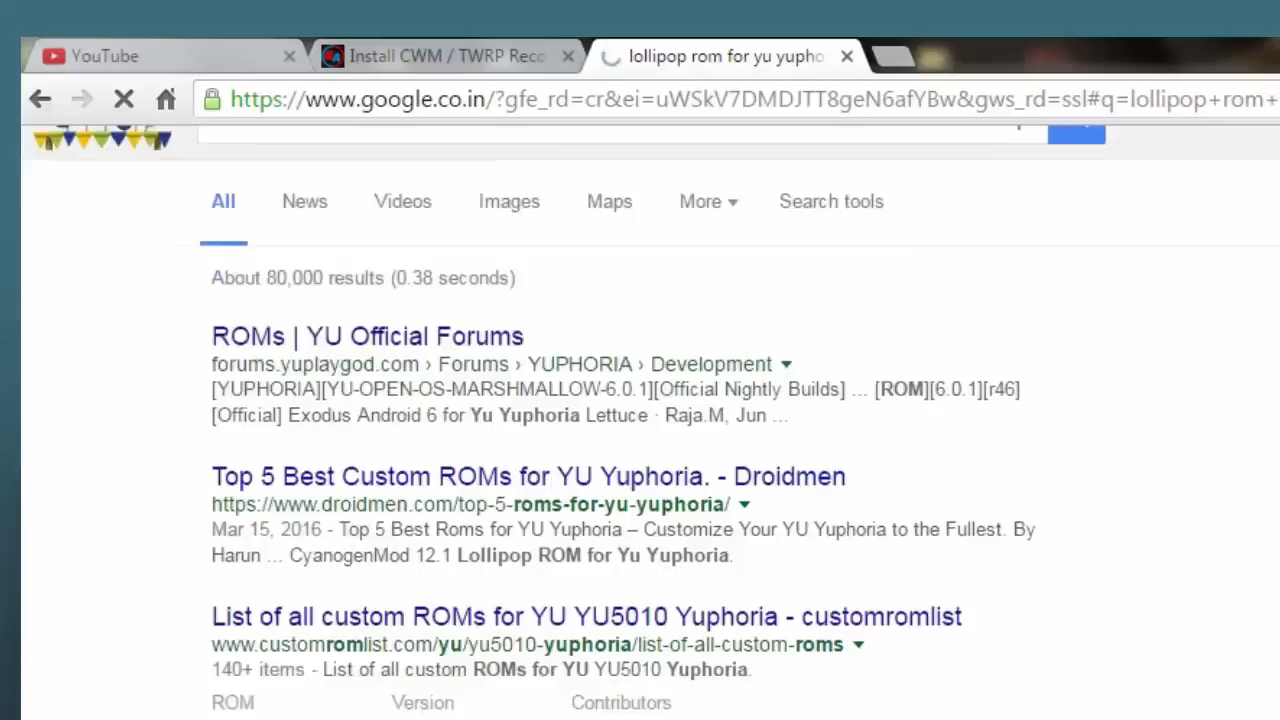 YouTube
Install CWM / TWRP Reco
lollipop rom for yu yupho
https://www.google.co.in/?gfe_rd=cr&ei=uWSkV7DMDJTT8geN6afYBw&gws_rd=ssl#q=lollipop+rom+
All News Videos Images Maps More Search tools
About 80,000 results (0.38 seconds)
ROMs | YU Official Forums
forums.yuplaygod.com › Forums › YUPHORIA › Development
[YUPHORIA][YU-OPEN-OS-MARSHMALLOW-6.0.1][Official Nightly Builds] ... [ROM][6.0.1][r46]
[Official] Exodus Android 6 for Yu Yuphoria Lettuce · Raja.M, Jun ...
Top 5 Best Custom ROMs for YU Yuphoria. - Droidmen
https://www.droidmen.com/top-5-roms-for-yu-yuphoria/
Mar 15, 2016 - Top 5 Best Roms for YU Yuphoria – Customize Your YU Yuphoria to the Fullest. By
Harun ... CyanogenMod 12.1 Lollipop ROM for Yu Yuphoria.
List of all custom ROMs for YU YU5010 Yuphoria - customromlist
www.customromlist.com/yu/yu5010-yuphoria/list-of-all-custom-roms
140+ items - List of all custom ROMs for YU YU5010 Yuphoria.
ROM Version Contributors